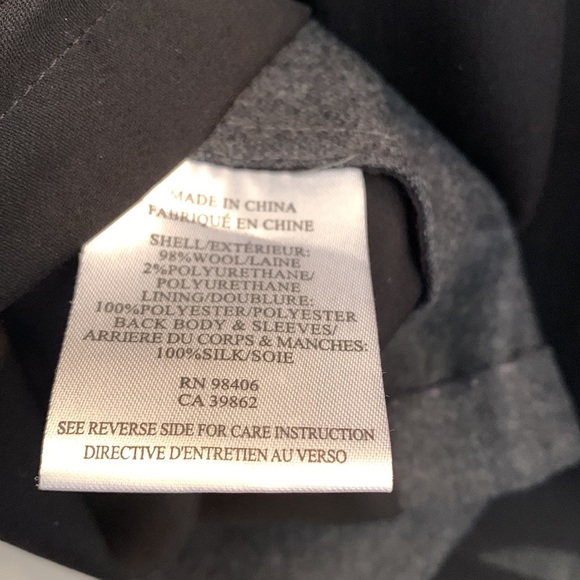 MADE IN CHINA
FABRIQUÉ EN CHINE
SHELL/EXTÉRIEUR:
98%WOOL/LAINE
2%POLYURETHANE/
POLYURETHANE
LINING/DOUBLURE:
100%POLYESTER/POLYESTER
BACK BODY & SLEEVES/
ARRIERE DU CORPS & MANCHES:
100%SILK/SOIE
RN 98406
CA 39862
SEE REVERSE SIDE FOR CARE INSTRUCTION
DIRECTIVE D'ENTRETIEN AU VERSO